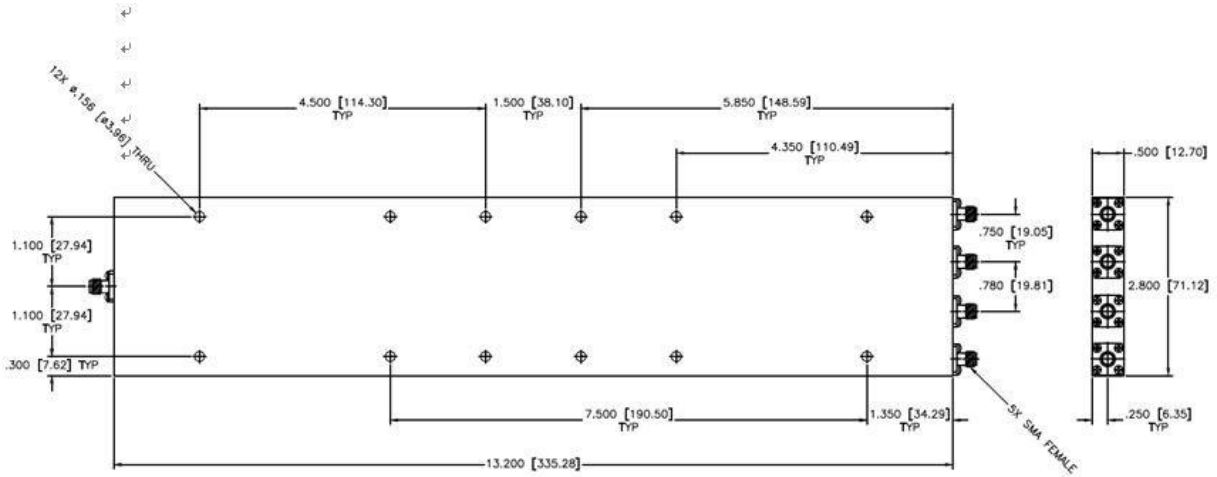 12X ø.156 [ø3.96] THRU
4.500 [114.30]
TYP
1.500 [38.10]
TYP
5.850 [148.59]
TYP
4.350 [110.49]
TYP
.500 [12.70]
1.100 [27.94]
TYP
.750 [19.05]
TYP
.780 [19.81]
2.800 [71.12]
1.100 [27.94]
TYP
.300 [7.62] TYP
7.500 [190.50]
TYP
1.350 [34.29]
TYP
5X SMA FEMALE
.250 [6.35]
TYP
13.200 [335.28]